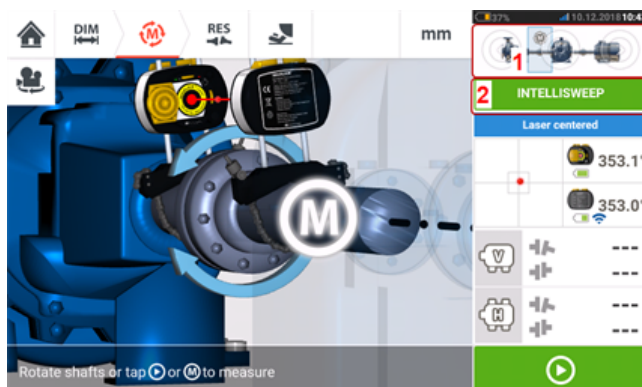 37%
10.12.2018 10:43
DIM
M
RES
mm
1
2
INTELLISWEEP
Laser centered
353.1°
353.0°
M
V
---
---
H
---
---
Rotate shafts or tap or M to measure